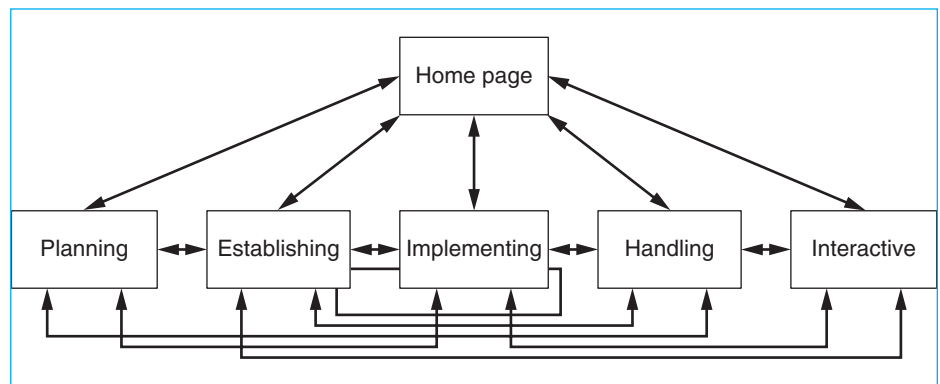 Home page
Planning
Establishing
Implementing
Handling
Interactive